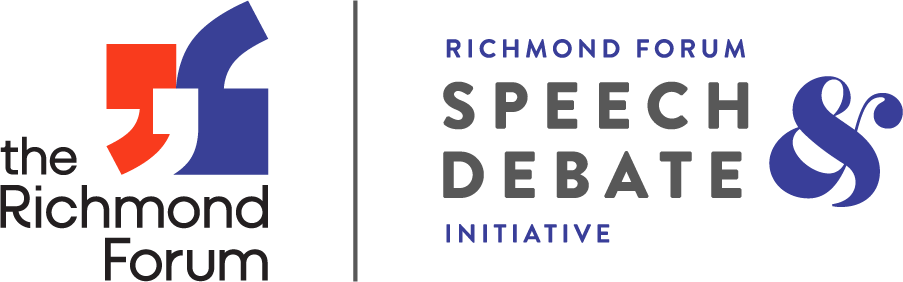 the
Richmond
Forum
RICHMOND FORUM
SPEECH &
DEBATE
INITIATIVE